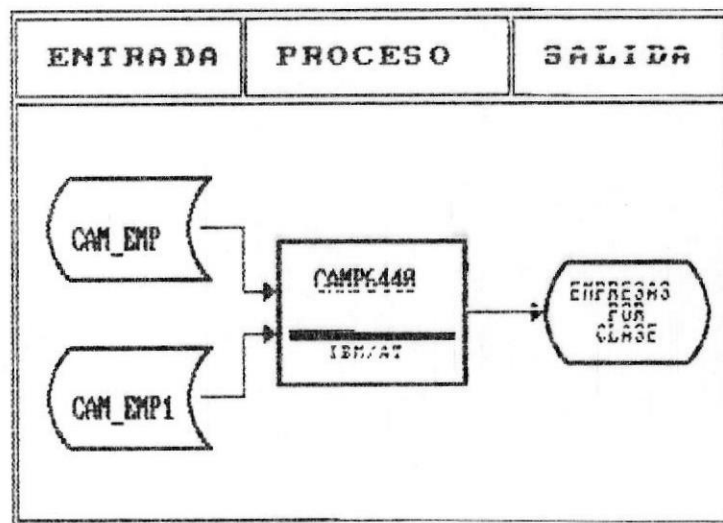 ENTRADA
PROCESO
SALIDA
CAM_EMP
CAMP6448
IBM/AT
EMPRESAS
POR
CLASE
CAM_EMP1